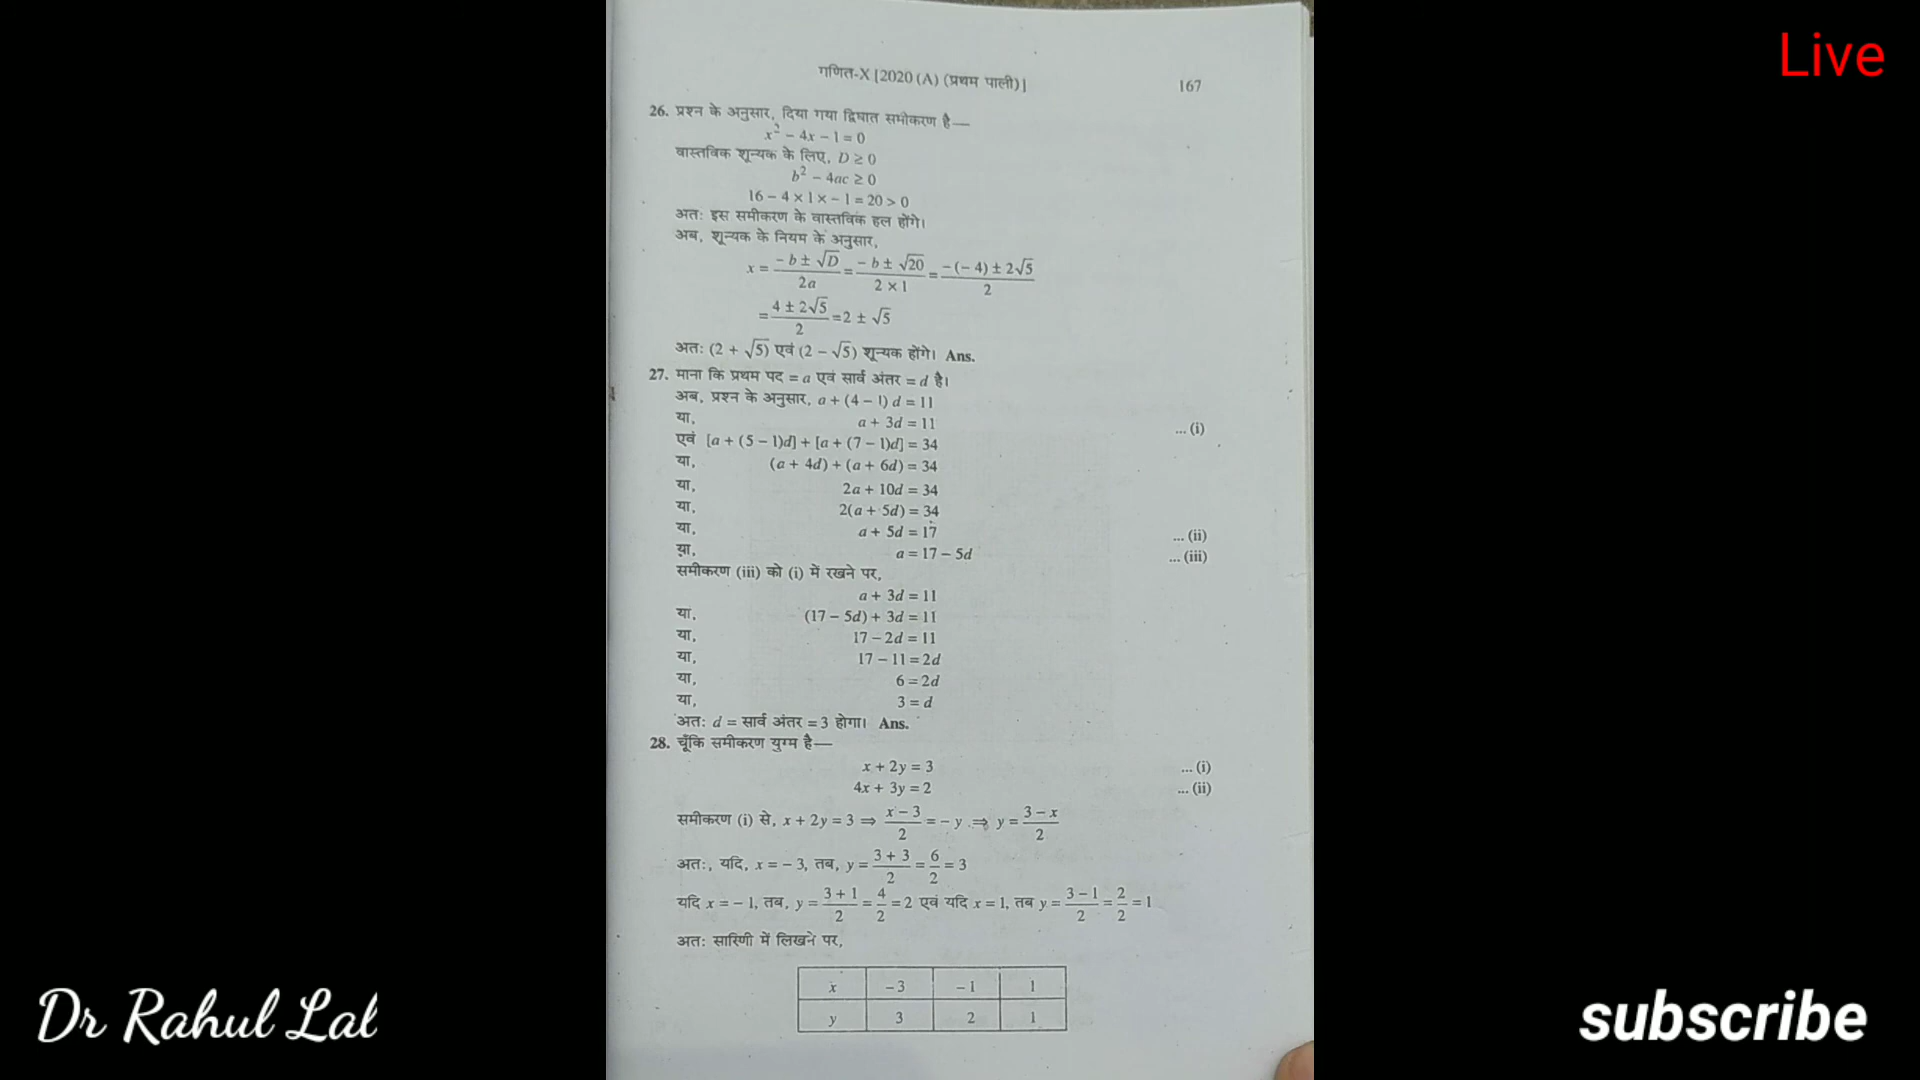 Live
गणित-X [2020 (A) (प्रथम पाली)]
167
26. प्रश्न के अनुसार, दिया गया द्विघात समीकरण है—
x² − 4x − 1 = 0
वास्तविक शून्यक के लिए, D ≥ 0
b² − 4ac ≥ 0
16 − 4 × 1 × − 1 = 20 > 0
अतः इस समीकरण के वास्तविक हल होंगे।
अब, शून्यक के नियम के अनुसार,
x = (− b ± √D)/(2a) = (− b ± √20)/(2 × 1) = (− (− 4) ± 2√5)/2
= (4 ± 2√5)/2 = 2 ± √5
अतः (2 + √5) एवं (2 − √5) शून्यक होंगे। Ans.
27. माना कि प्रथम पद = a एवं सार्व अंतर = d है।
अब, प्रश्न के अनुसार, a + (4 − 1) d = 11
या, a + 3d = 11 ... (i)
एवं [a + (5 − 1)d] + [a + (7 − 1)d] = 34
या, (a + 4d) + (a + 6d) = 34
या, 2a + 10d = 34
या, 2(a + 5d) = 34
या, a + 5d = 17 ... (ii)
या, a = 17 − 5d ... (iii)
समीकरण (iii) को (i) में रखने पर,
a + 3d = 11
या, (17 − 5d) + 3d = 11
या, 17 − 2d = 11
या, 17 − 11 = 2d
या, 6 = 2d
या, 3 = d
अतः d = सार्व अंतर = 3 होगा। Ans.
28. चूँकि समीकरण युग्म है—
x + 2y = 3 ... (i)
4x + 3y = 2 ... (ii)
समीकरण (i) से, x + 2y = 3 ⇒ (x − 3)/2 = − y ⇒ y = (3 − x)/2
अतः, यदि, x = − 3, तब, y = (3 + 3)/2 = 6/2 = 3
यदि x = − 1, तब, y = (3 + 1)/2 = 4/2 = 2 एवं यदि x = 1, तब y = (3 − 1)/2 = 2/2 = 1
अतः सारिणी में लिखने पर,
x − 3 − 1 1
y 3 2 1
Dr Rahul Lal
subscribe